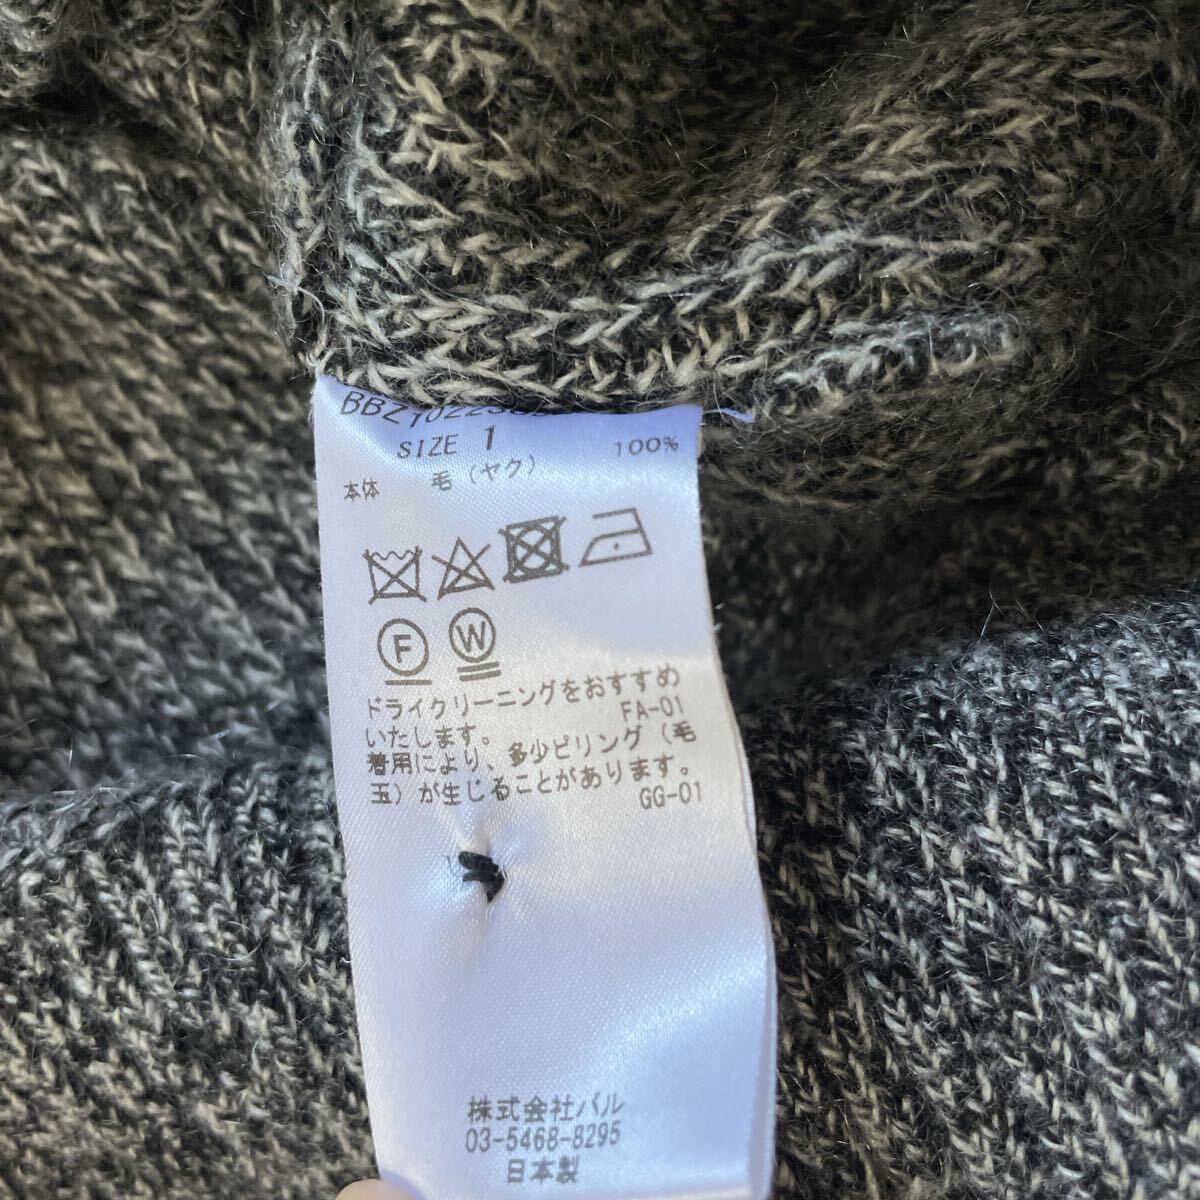 SIZE 1
本体 毛（ヤク） 100%
F W
ドライクリーニングをおすすめ
いたします。 FA-01
着用により、多少ピリング（毛
玉）が生じることがあります。
GG-01
株式会社パル
03-5468-8295
日本製